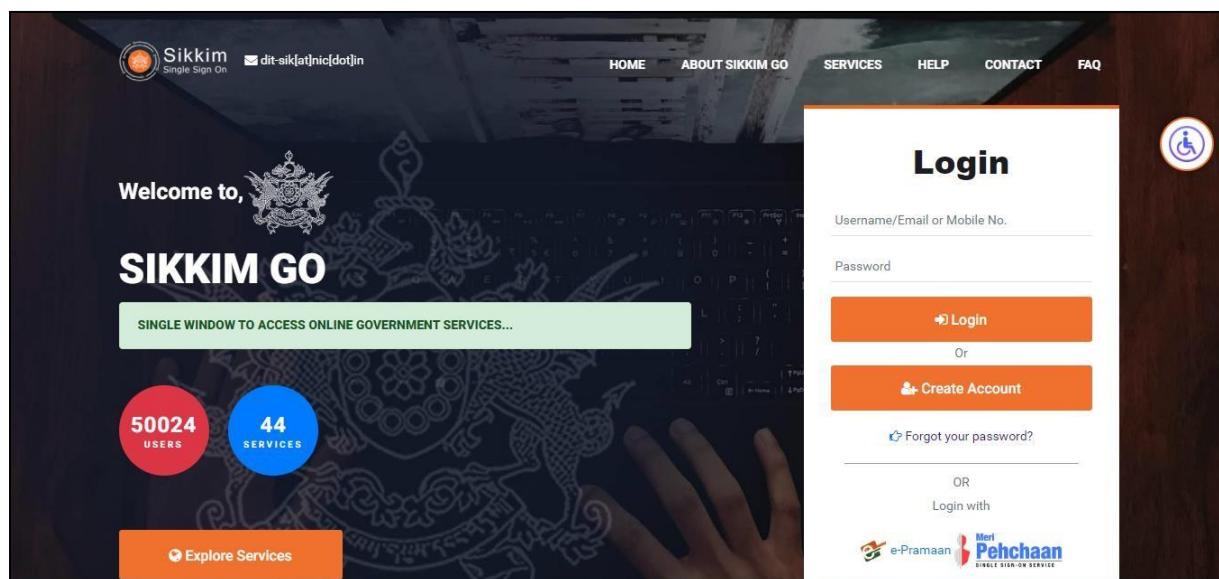 Sikkim
Single Sign On
dit-sik[at]nic[dot]in
HOME ABOUT SIKKIM GO SERVICES HELP CONTACT FAQ
Welcome to,
SIKKIM GO
SINGLE WINDOW TO ACCESS ONLINE GOVERNMENT SERVICES...
50024
USERS
44
SERVICES
Explore Services
Login
Username/Email or Mobile No.
Password
Login
Or
Create Account
Forgot your password?
OR
Login with
e-Pramaan
Meri
Pehchaan
SINGLE SIGN-ON SERVICE